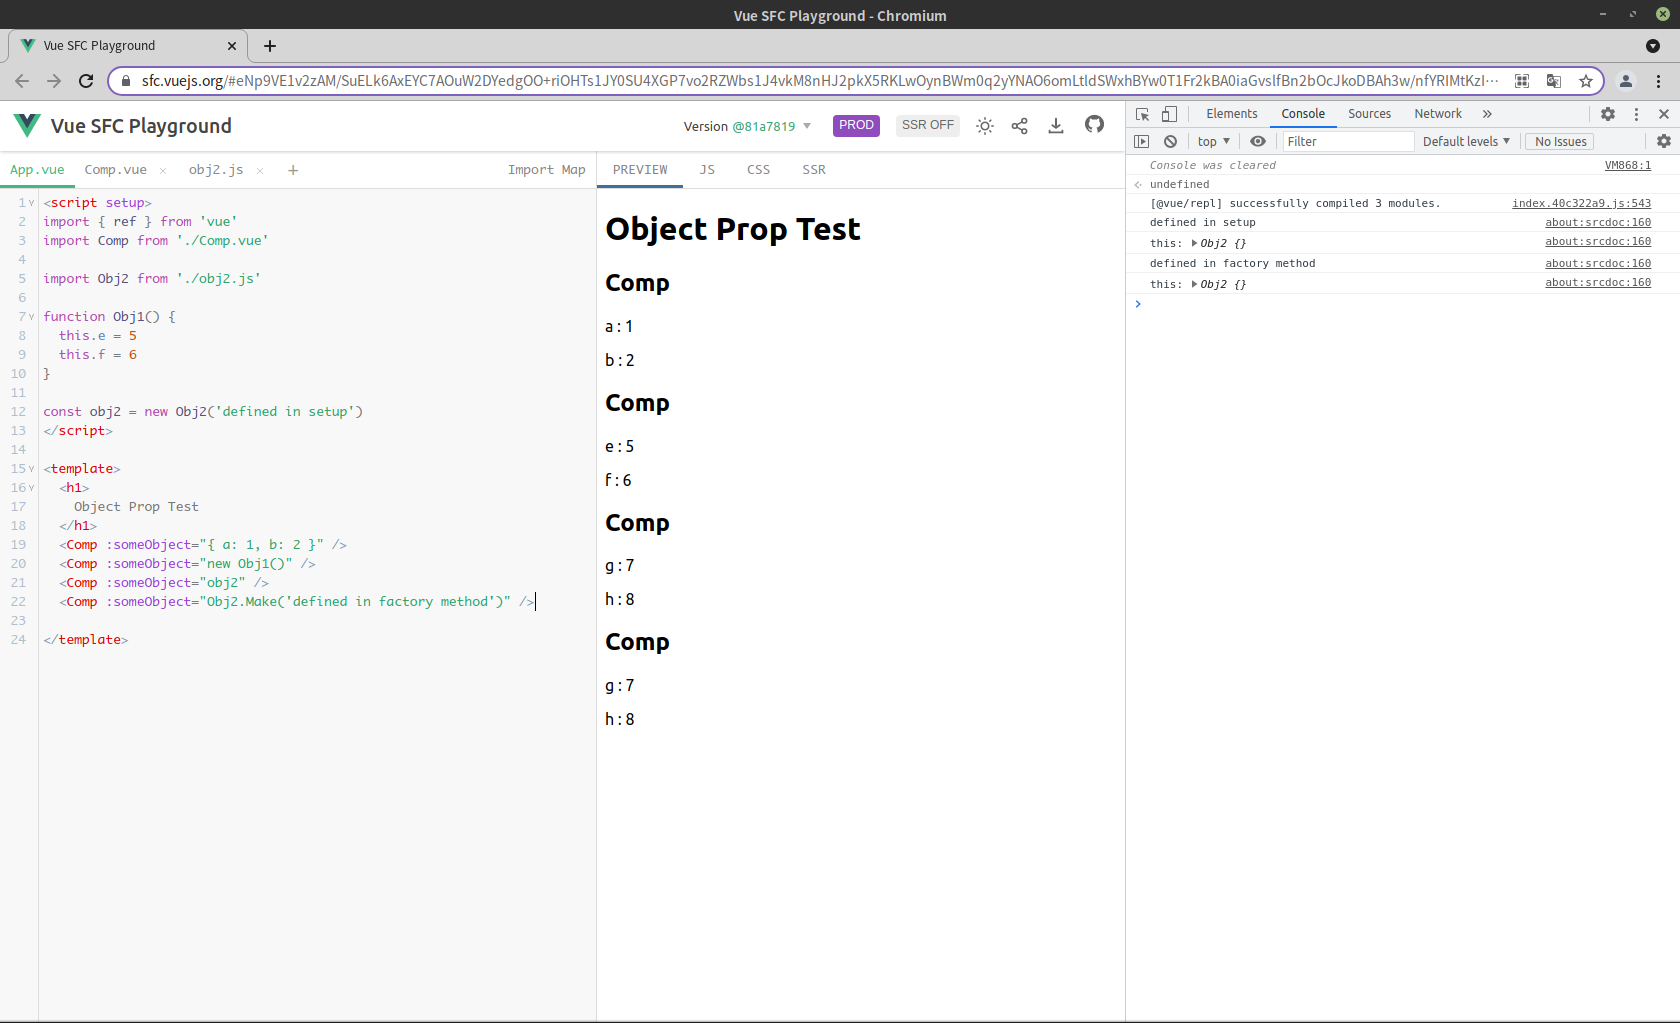 Vue SFC Playground - Chromium
Vue SFC Playground
sfc.vuejs.org/#eNp9VE1v2zAM/SuELk6AxEYC7AOuW2DYedgOO+riOHTs1JY0SU4XGP7vo2RZWbs1J4vkM8nHJ2pkX5RKLwOynBWm0q2yYNAO6omLtldSWxhBYw0T1Fr2kBA0iaGvslfBn2bOcJkoDBAh3w/nfYRIMtKzI···
Vue SFC Playground
Version @81a7819
PROD
SSR OFF
App.vue
Comp.vue
obj2.js
+
Import Map
1 <script setup>
2 import { ref } from 'vue'
3 import Comp from './Comp.vue'
4
5 import Obj2 from './obj2.js'
6
7 function Obj1() {
8 this.e = 5
9 this.f = 6
10 }
11
12 const obj2 = new Obj2('defined in setup')
13 </script>
14
15 <template>
16 <h1>
17 Object Prop Test
18 </h1>
19 <Comp :someObject="{ a: 1, b: 2 }" />
20 <Comp :someObject="new Obj1()" />
21 <Comp :someObject="obj2" />
22 <Comp :someObject="Obj2.Make('defined in factory method')" />
23
24 </template>
PREVIEW JS CSS SSR
Object Prop Test
Comp
a:1
b:2
Comp
e:5
f:6
Comp
g:7
h:8
Comp
g:7
h:8
Elements Console Sources Network »
top Filter Default levels No Issues
Console was cleared VM868:1
undefined
[@vue/repl] successfully compiled 3 modules. index.40c322a9.js:543
defined in setup about:srcdoc:160
this: Obj2 {} about:srcdoc:160
defined in factory method about:srcdoc:160
this: Obj2 {} about:srcdoc:160